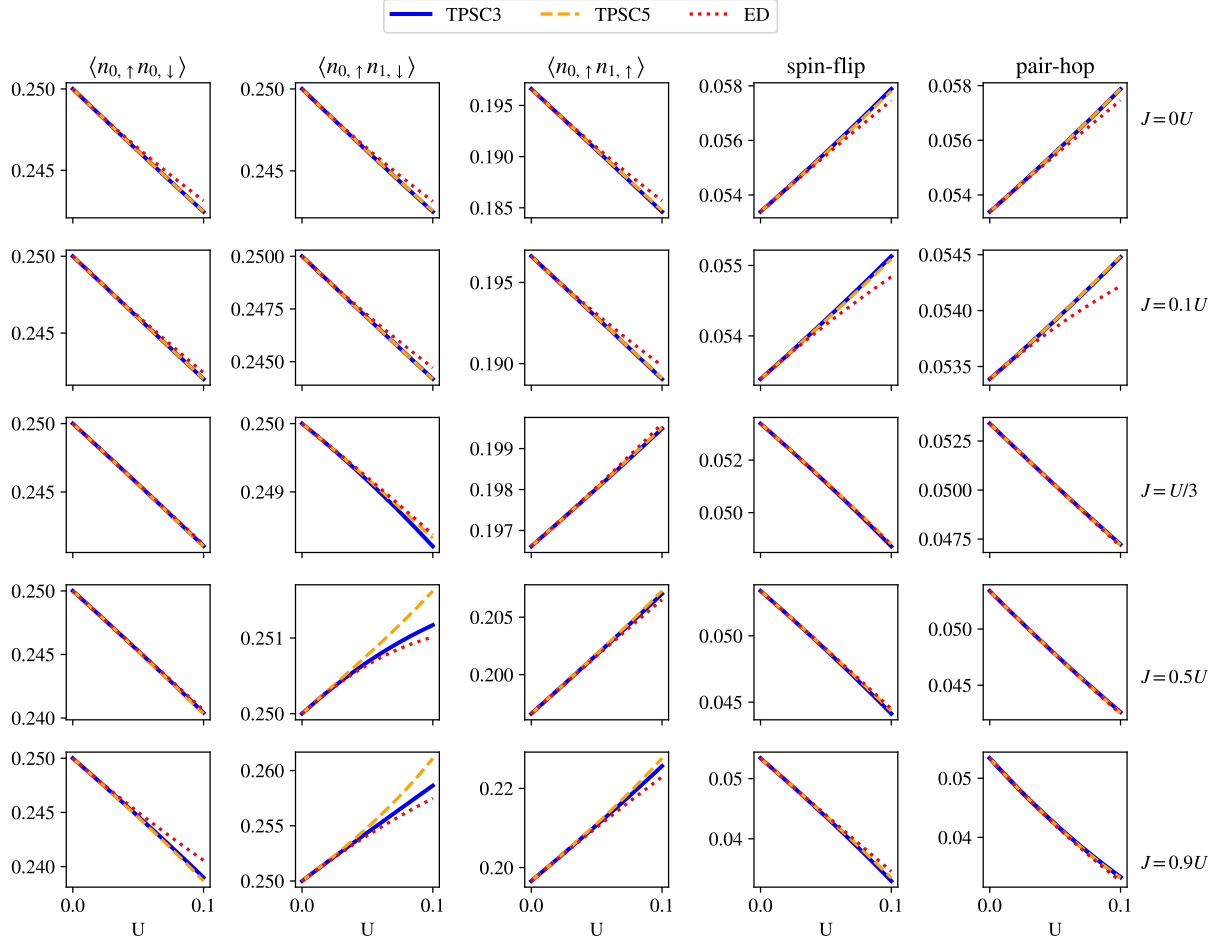 TPSC3 TPSC5 ED
⟨n0,↑n0,↓⟩ ⟨n0,↑n1,↓⟩ ⟨n0,↑n1,↑⟩ spin-flip pair-hop
0.250 0.250 0.195 0.058 0.058
0.190 0.056 0.056
0.245 0.245 0.185 0.054 0.054
J = 0U
0.250 0.2500 0.195 0.055 0.0545
0.2475 0.0540
0.245 0.2450 0.190 0.054 0.0535
J = 0.1U
0.250 0.250 0.199 0.052 0.0525
0.198 0.0500
0.245 0.249 0.197 0.050 0.0475
J = U/3
0.250 0.251 0.205 0.050 0.050
0.245
0.240 0.250 0.200 0.045 0.045
J = 0.5U
0.250 0.260 0.22 0.05 0.05
0.245 0.255
0.240 0.250 0.20 0.04 0.04
J = 0.9U
0.0 0.1 0.0 0.1 0.0 0.1 0.0 0.1 0.0 0.1
U U U U U